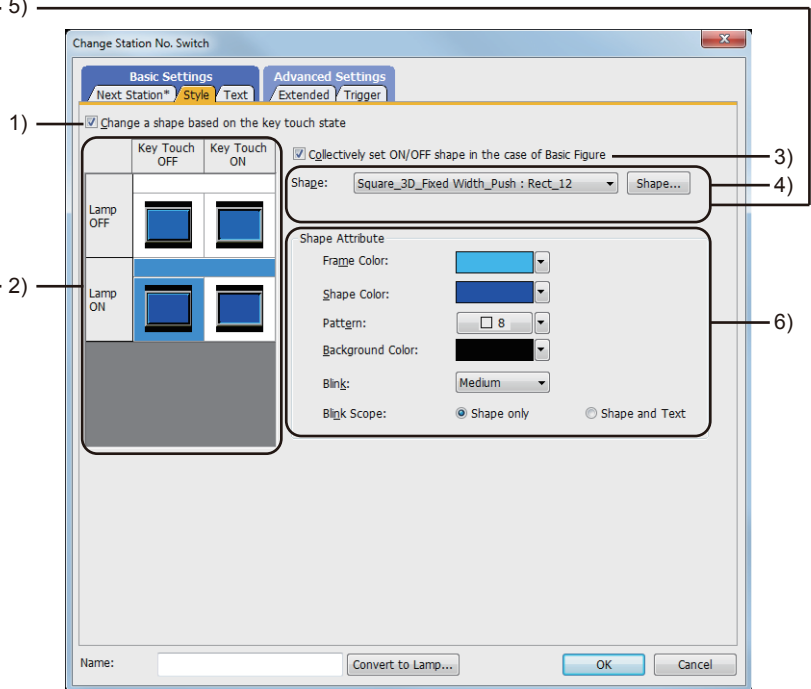 5)
Change Station No. Switch
Basic Settings Advanced Settings
Next Station* Style Text Extended Trigger
1)
Change a shape based on the key touch state
Key Touch OFF Key Touch ON
Collectively set ON/OFF shape in the case of Basic Figure
3)
Shape: Square_3D_Fixed Width_Push : Rect_12 Shape...
4)
Lamp OFF
Shape Attribute
Frame Color:
2)
Lamp ON
Shape Color:
Pattern: 8
6)
Background Color:
Blink: Medium
Blink Scope: Shape only Shape and Text
Name: Convert to Lamp... OK Cancel